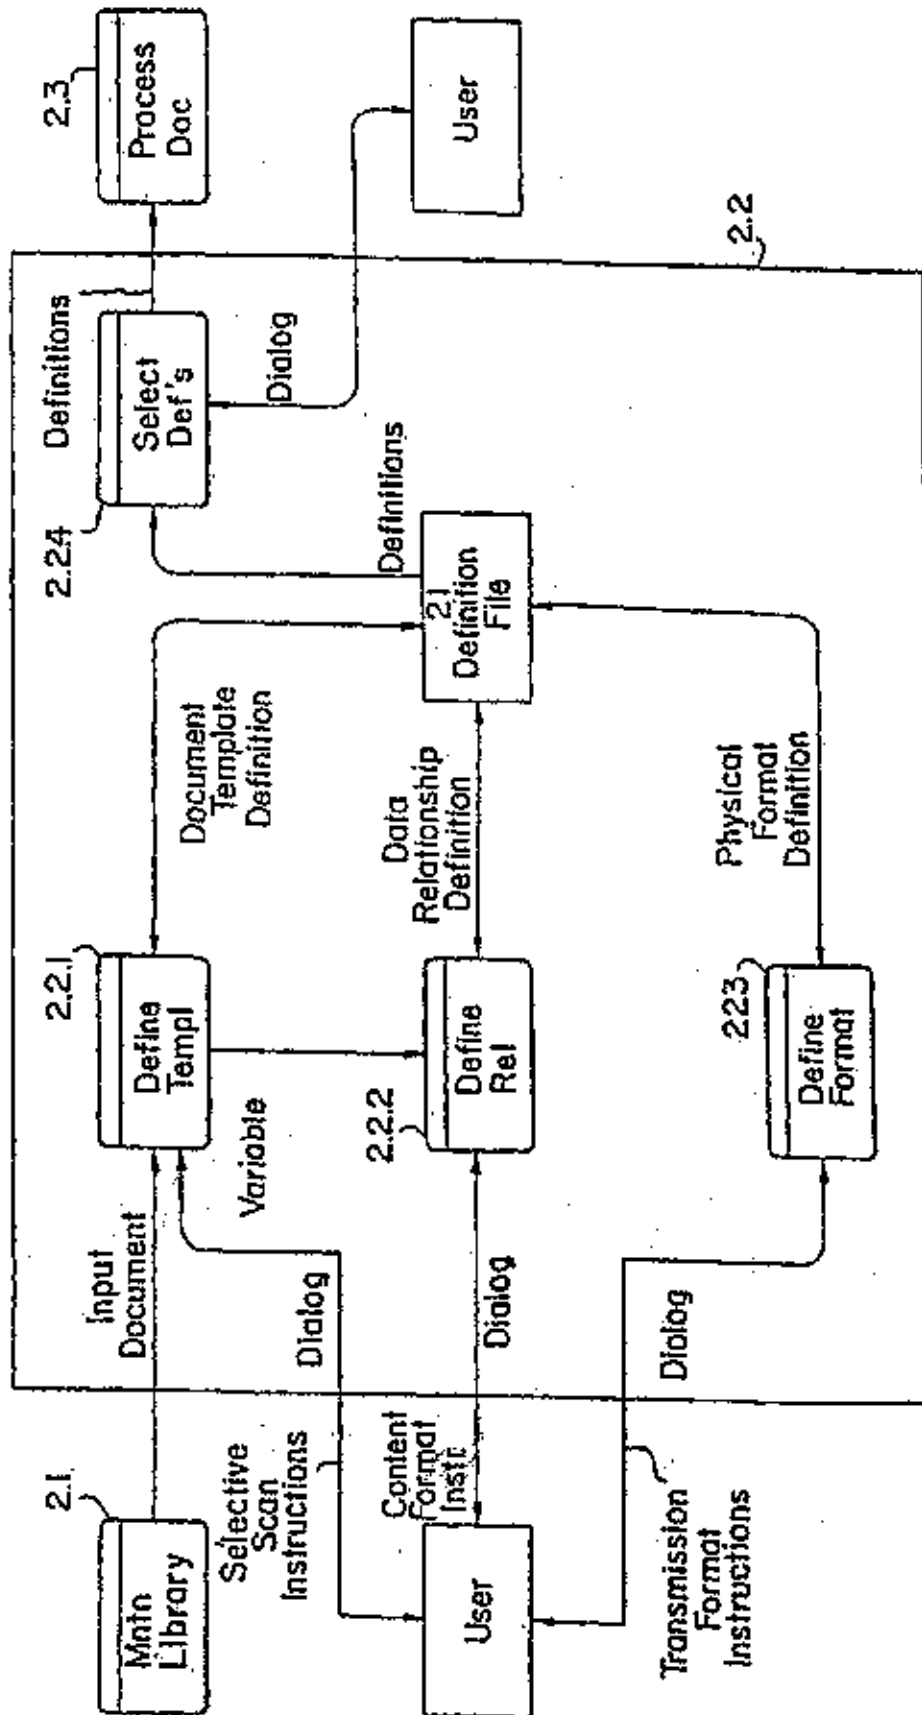 2.1
Mntn
Library
Input
Document
2.2.1
Define
Templ
Document
Template
Definition
2.24
Select
Def's
Definitions
2.3
Process
Doc
Selective
Scan
Instructions
Dialog
Variable
Definitions
Dialog
User
Content
Format
Instr.
Dialog
2.2.2
Define
Rel
Data
Relationship
Definition
2.1
Definition
File
User
Transmission
Format
Instructions
Dialog
223
Define
Format
Physical
Format
Definition
2.2